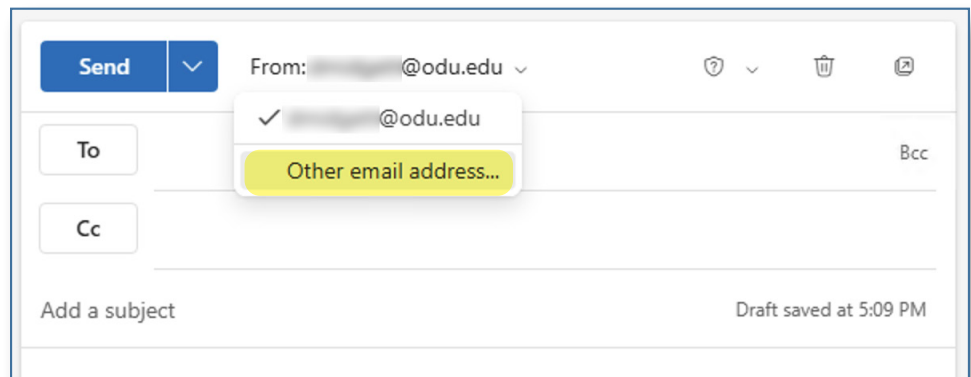 Send From: @odu.edu
@odu.edu
To Bcc
Other email address...
Cc
Add a subject Draft saved at 5:09 PM